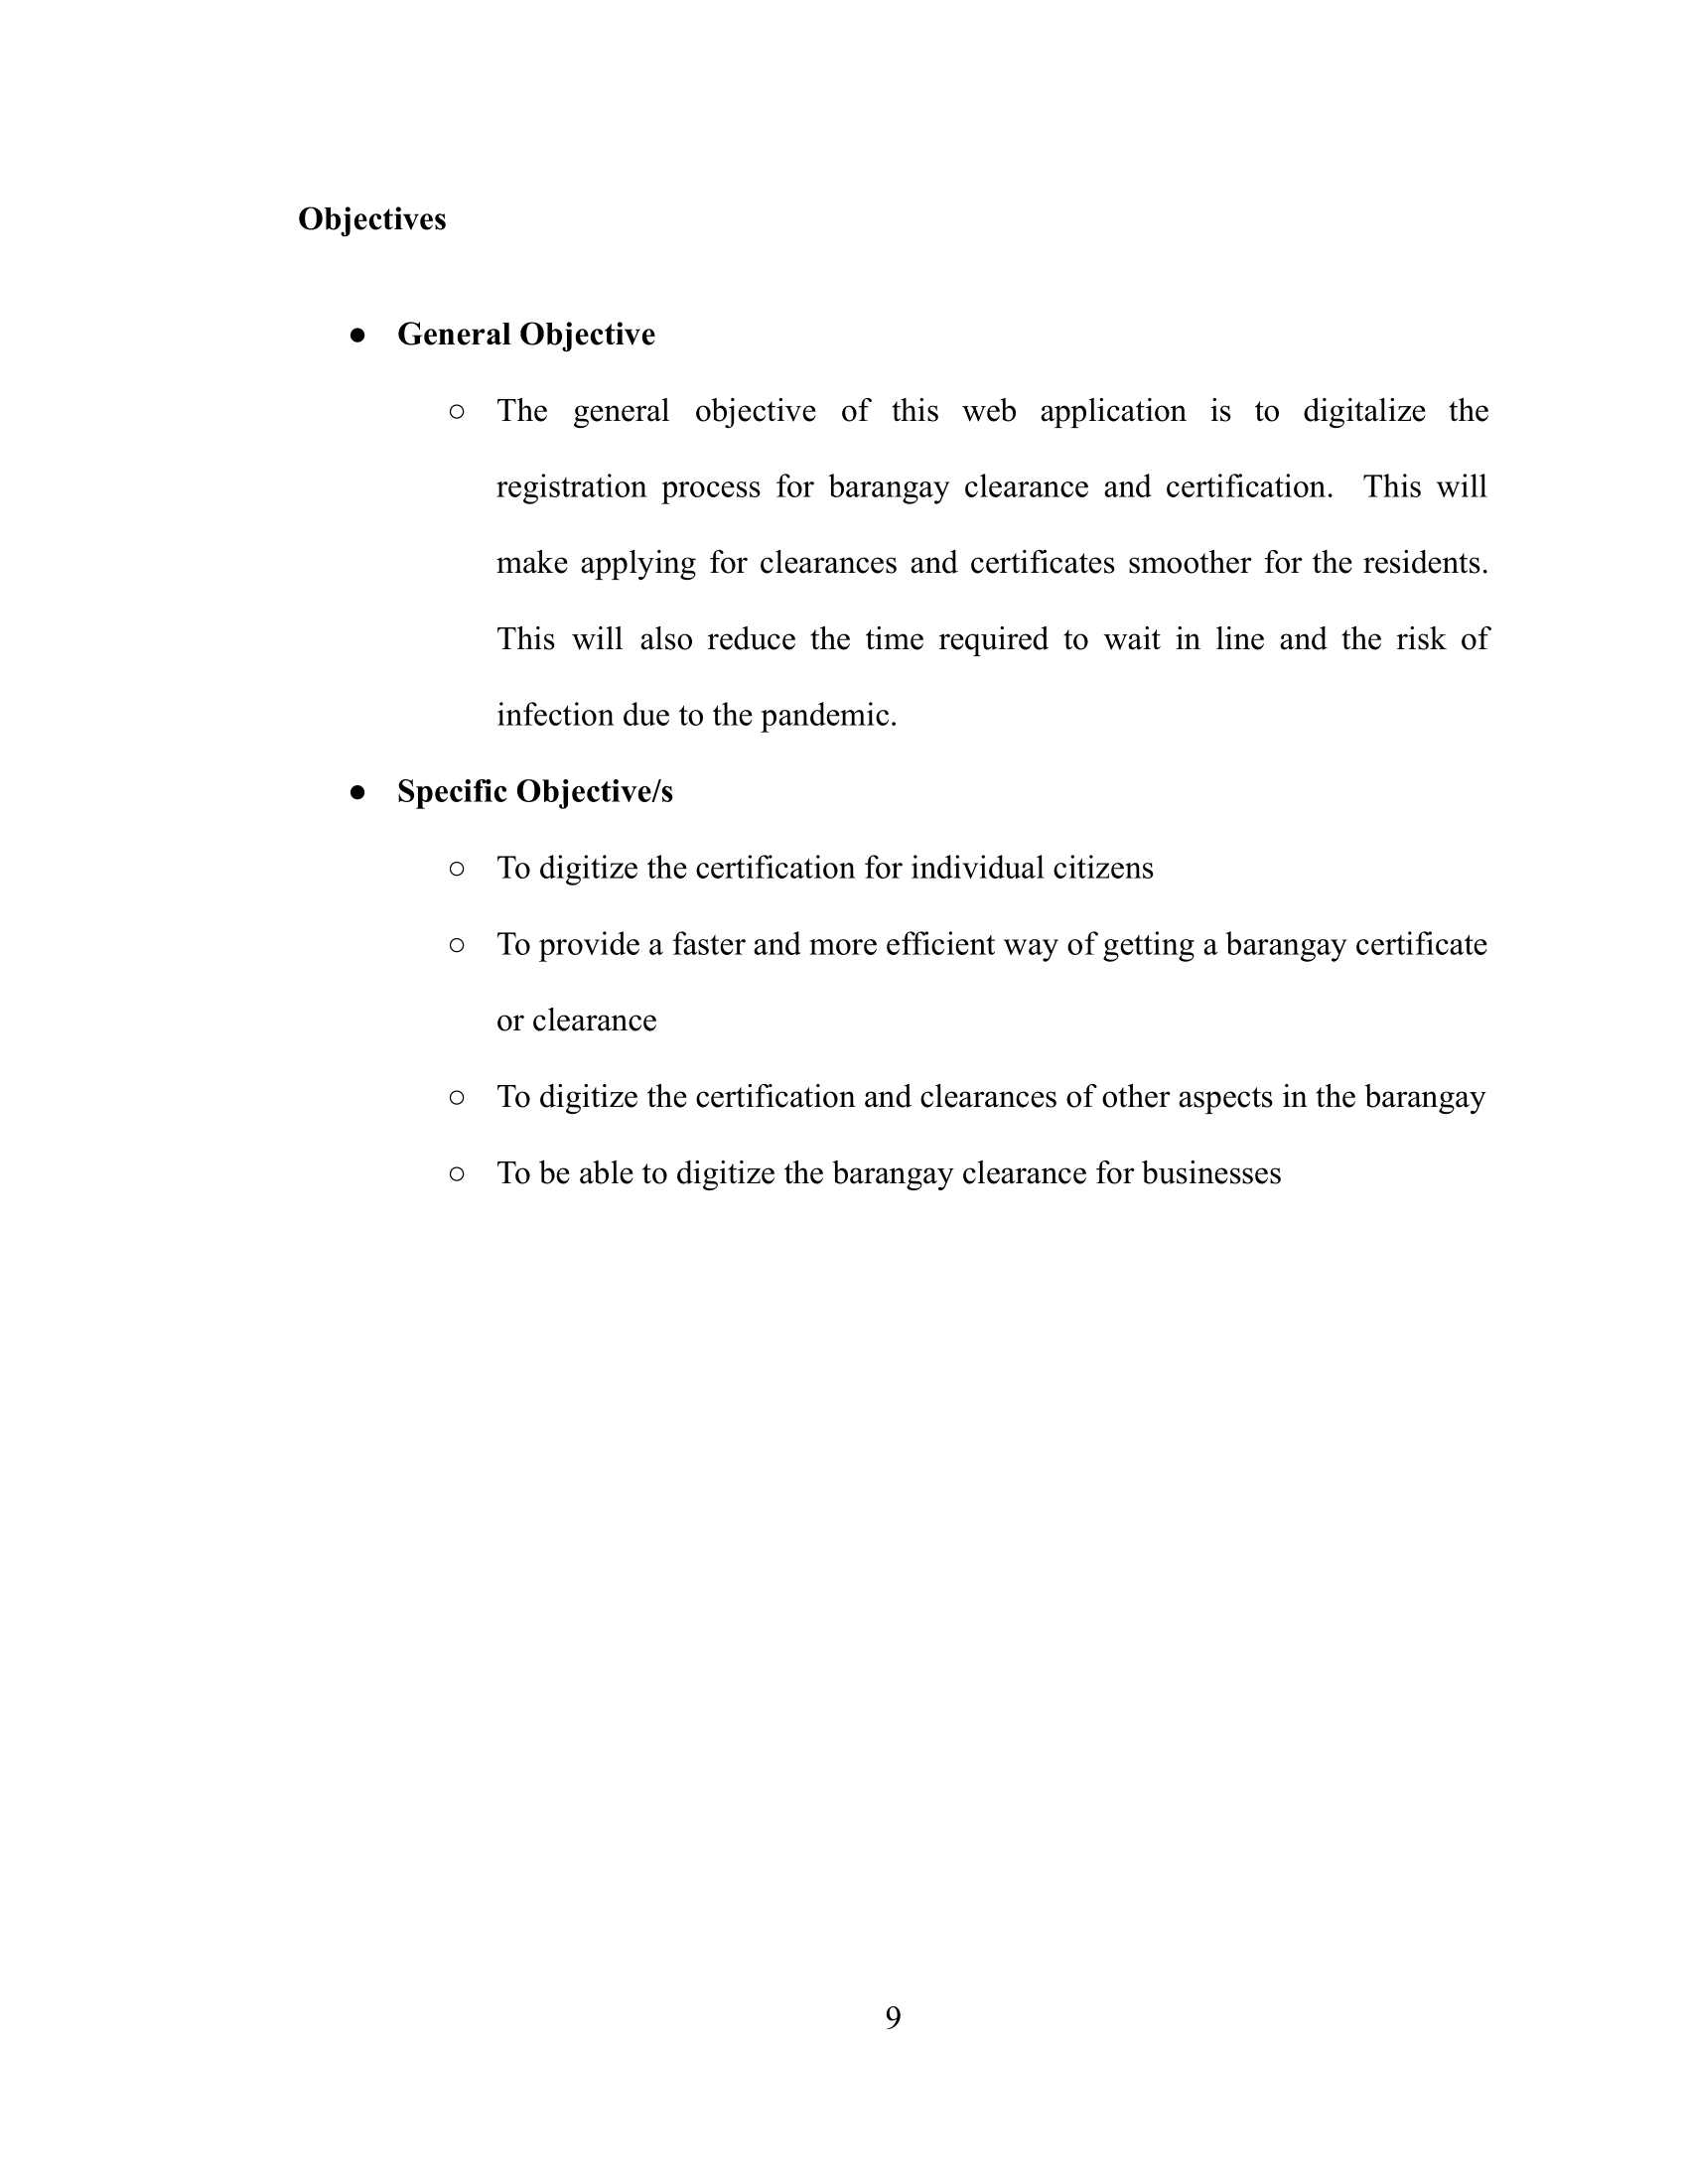 Objectives
● General Objective
○ The general objective of this web application is to digitalize the
registration process for barangay clearance and certification. This will
make applying for clearances and certificates smoother for the residents.
This will also reduce the time required to wait in line and the risk of
infection due to the pandemic.
● Specific Objective/s
○ To digitize the certification for individual citizens
○ To provide a faster and more efficient way of getting a barangay certificate
or clearance
○ To digitize the certification and clearances of other aspects in the barangay
○ To be able to digitize the barangay clearance for businesses
9